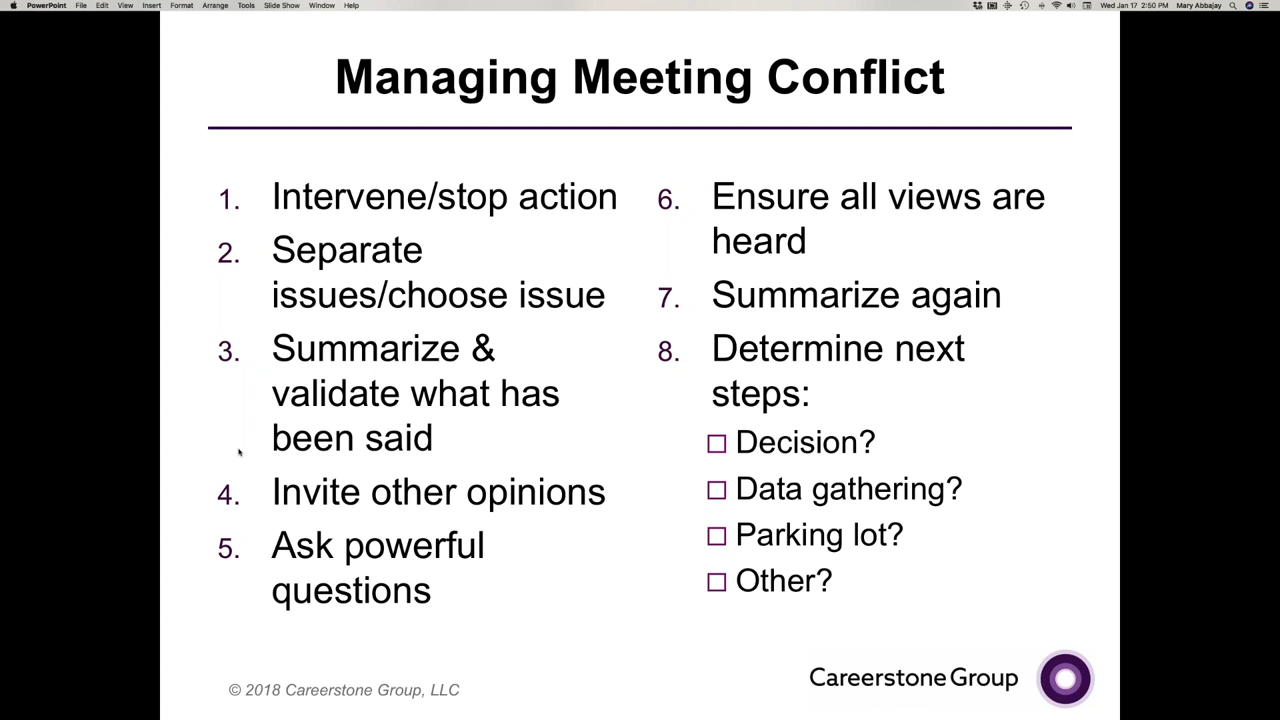 PowerPoint File Edit View Insert Format Arrange Tools Slide Show Window Help
Wed Jan 17 2:50 PM Mary Abbajay
Managing Meeting Conflict
1. Intervene/stop action
2. Separate
issues/choose issue
3. Summarize &
validate what has
been said
4. Invite other opinions
5. Ask powerful
questions
6. Ensure all views are
heard
7. Summarize again
8. Determine next
steps:
Decision?
Data gathering?
Parking lot?
Other?
© 2018 Careerstone Group, LLC
Careerstone Group